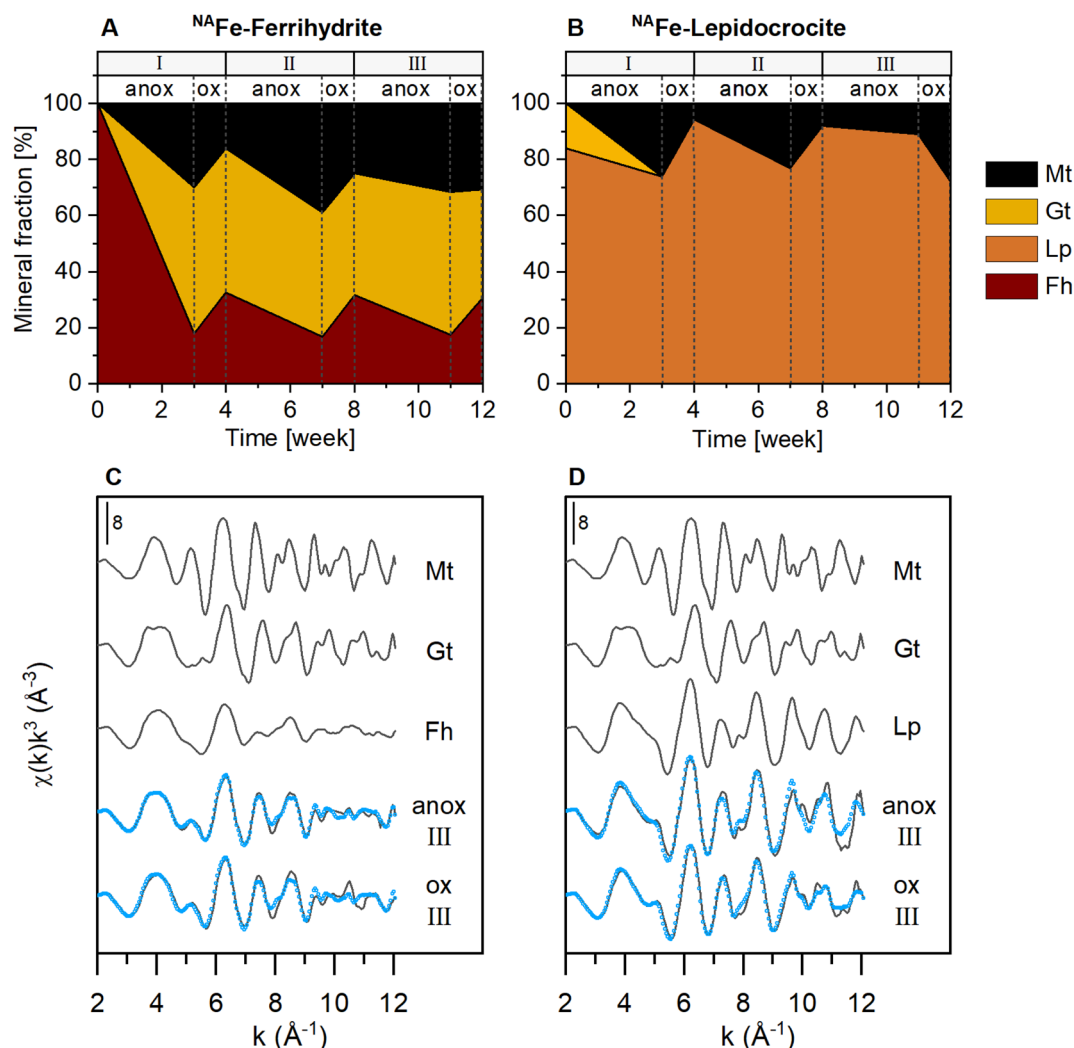 A
NAFe-Ferrihydrite
I
II
III
anox
ox
anox
ox
anox
ox
Mineral fraction [%]
100
80
60
40
20
0
0
2
4
6
8
10
12
Time [week]
B
NAFe-Lepidocrocite
I
II
III
anox
ox
anox
ox
anox
ox
100
80
60
40
20
0
0
2
4
6
8
10
12
Time [week]
Mt
Gt
Lp
Fh
C
8
Mt
Gt
Fh
anox
III
ox
III
χ(k)k³ (Å⁻³)
2
4
6
8
10
12
k (Å⁻¹)
D
8
Mt
Gt
Lp
anox
III
ox
III
2
4
6
8
10
12
k (Å⁻¹)